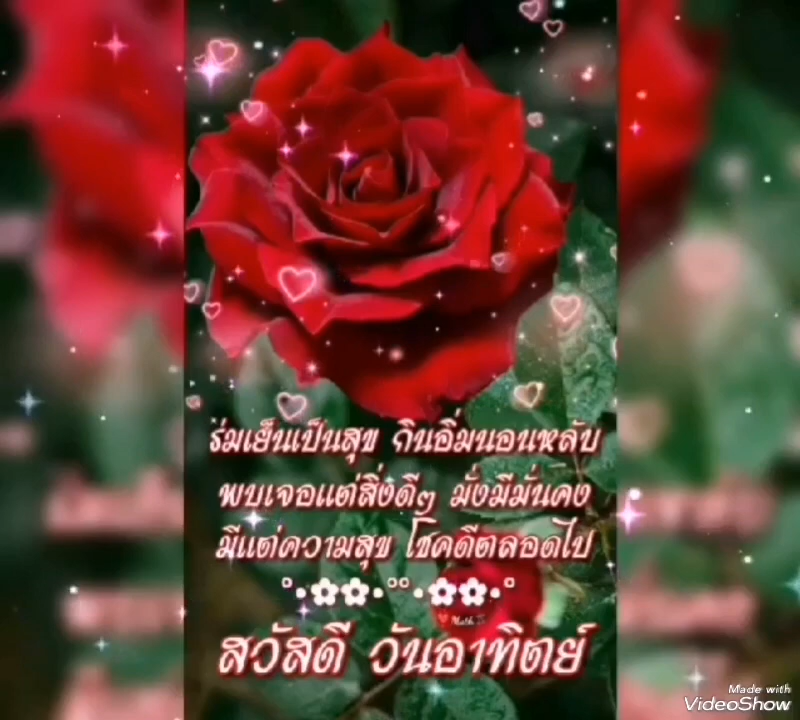 ร่มเย็นเป็นสุข กินอิ่มนอนหลับ
พบเจอแต่สิ่งดีๆ มั่งมีมั่นคง
มีแต่ความสุข โชคดีตลอดไป
สวัสดี วันอาทิตย์
Made with
VideoShow